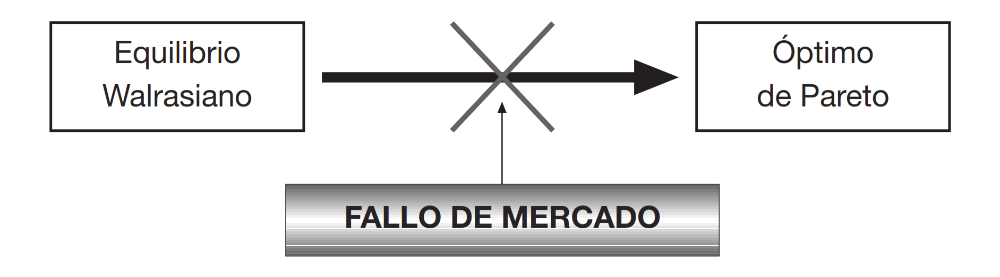 Equilibrio
Walrasiano
Óptimo
de Pareto
FALLO DE MERCADO